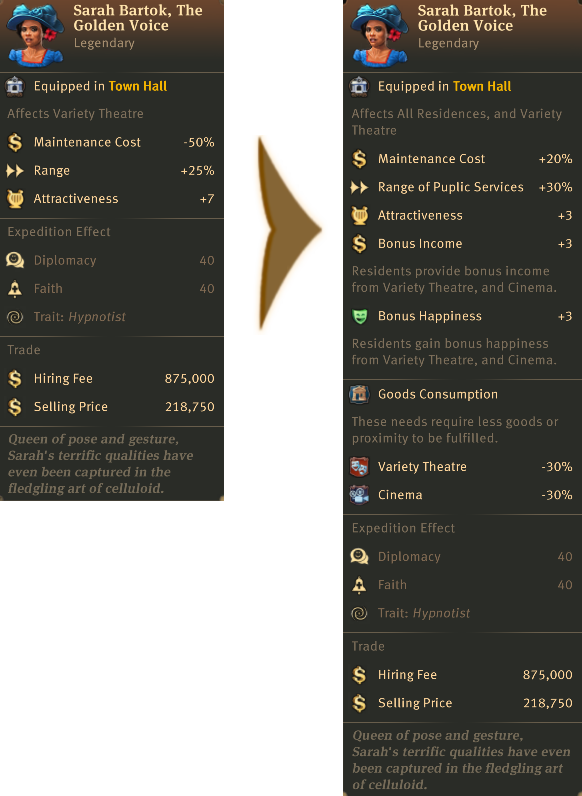 Sarah Bartok, The
Golden Voice
Legendary
Equipped in Town Hall
Affects Variety Theatre
Maintenance Cost -50%
Range +25%
Attractiveness +7
Expedition Effect
Diplomacy 40
Faith 40
Trait: Hypnotist
Trade
Hiring Fee 875,000
Selling Price 218,750
Queen of pose and gesture,
Sarah's terrific qualities have
even been captured in the
fledgling art of celluloid.
Sarah Bartok, The
Golden Voice
Legendary
Equipped in Town Hall
Affects All Residences, and Variety
Theatre
Maintenance Cost +20%
Range of Puplic Services +30%
Attractiveness +3
Bonus Income +3
Residents provide bonus income
from Variety Theatre, and Cinema.
Bonus Happiness +3
Residents gain bonus happiness
from Variety Theatre, and Cinema.
Goods Consumption
These needs require less goods or
proximity to be fulfilled.
Variety Theatre -30%
Cinema -30%
Expedition Effect
Diplomacy 40
Faith 40
Trait: Hypnotist
Trade
Hiring Fee 875,000
Selling Price 218,750
Queen of pose and gesture,
Sarah's terrific qualities have even
been captured in the fledgling art
of celluloid.